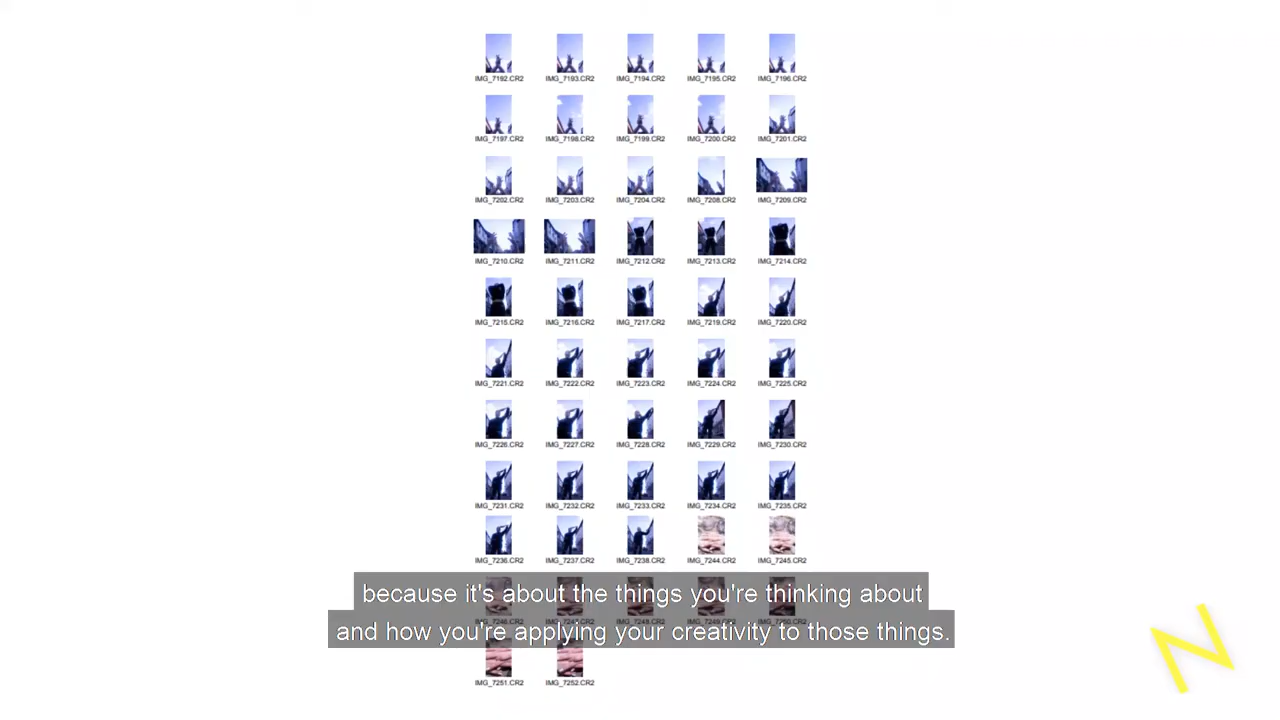 IMG_7192.CR2 IMG_7193.CR2 IMG_7194.CR2 IMG_7195.CR2 IMG_7196.CR2
IMG_7197.CR2 IMG_7198.CR2 IMG_7199.CR2 IMG_7200.CR2 IMG_7201.CR2
IMG_7202.CR2 IMG_7203.CR2 IMG_7204.CR2 IMG_7208.CR2 IMG_7209.CR2
IMG_7210.CR2 IMG_7211.CR2 IMG_7212.CR2 IMG_7213.CR2 IMG_7214.CR2
IMG_7215.CR2 IMG_7216.CR2 IMG_7217.CR2 IMG_7219.CR2 IMG_7220.CR2
IMG_7221.CR2 IMG_7222.CR2 IMG_7223.CR2 IMG_7224.CR2 IMG_7225.CR2
IMG_7226.CR2 IMG_7227.CR2 IMG_7228.CR2 IMG_7229.CR2 IMG_7230.CR2
IMG_7231.CR2 IMG_7232.CR2 IMG_7233.CR2 IMG_7234.CR2 IMG_7235.CR2
IMG_7236.CR2 IMG_7237.CR2 IMG_7238.CR2 IMG_7244.CR2 IMG_7245.CR2
because it's about the things you're thinking about
and how you're applying your creativity to those things.
IMG_7251.CR2 IMG_7252.CR2
N